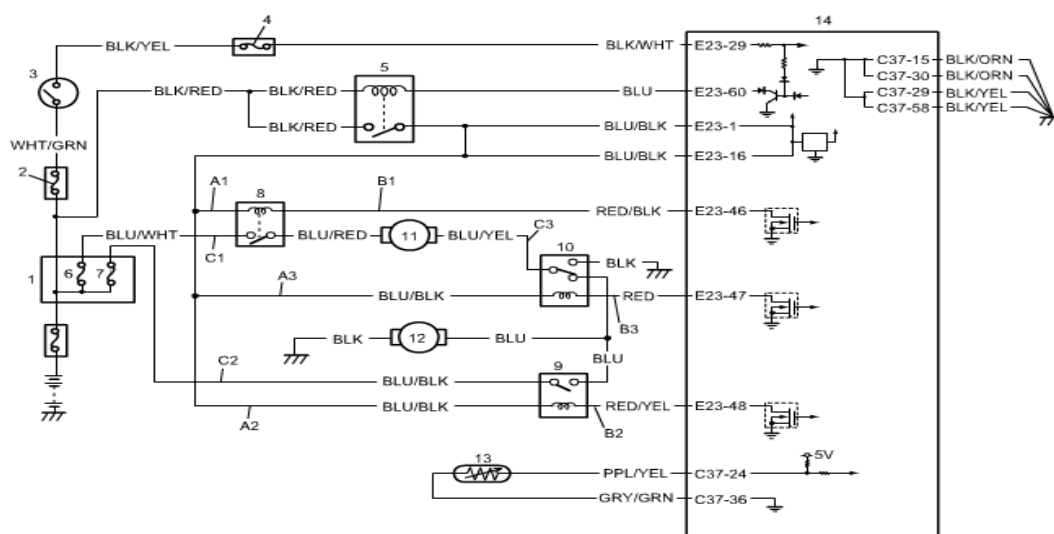 4
14
BLK/YEL
BLK/WHT
E23-29
3
5
C37-15
BLK/ORN
C37-30
BLK/ORN
BLK/RED
BLK/RED
BLU
E23-60
C37-29
BLK/YEL
C37-58
BLK/YEL
BLK/RED
BLU/BLK
E23-1
WHT/GRN
BLU/BLK
E23-16
2
A1
8
B1
RED/BLK
E23-46
BLU/WHT
C1
BLU/RED
11
BLU/YEL
C3
10
BLK
1
6
7
A3
BLU/BLK
RED
E23-47
B3
BLK
12
BLU
BLU
C2
9
BLU/BLK
BLU/BLK
RED/YEL
E23-48
A2
B2
5V
13
PPL/YEL
C37-24
GRY/GRN
C37-36